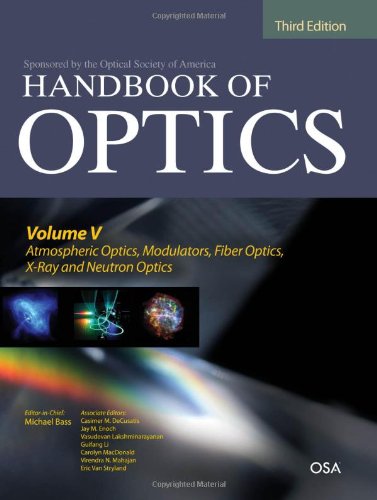 Copyrighted Material
Third Edition
Sponsored by the Optical Society of America
HANDBOOK OF
OPTICS
Volume V
Atmospheric Optics, Modulators, Fiber Optics,
X-Ray and Neutron Optics
Editor-in-Chief:
Michael Bass
Associate Editors:
Casimer M. DeCusatis
Jay M. Enoch
Vasudevan Lakshminarayanan
Guifang Li
Carolyn MacDonald
Virendra N. Mahajan
Eric Van Stryland
OSA
Copyrighted Material